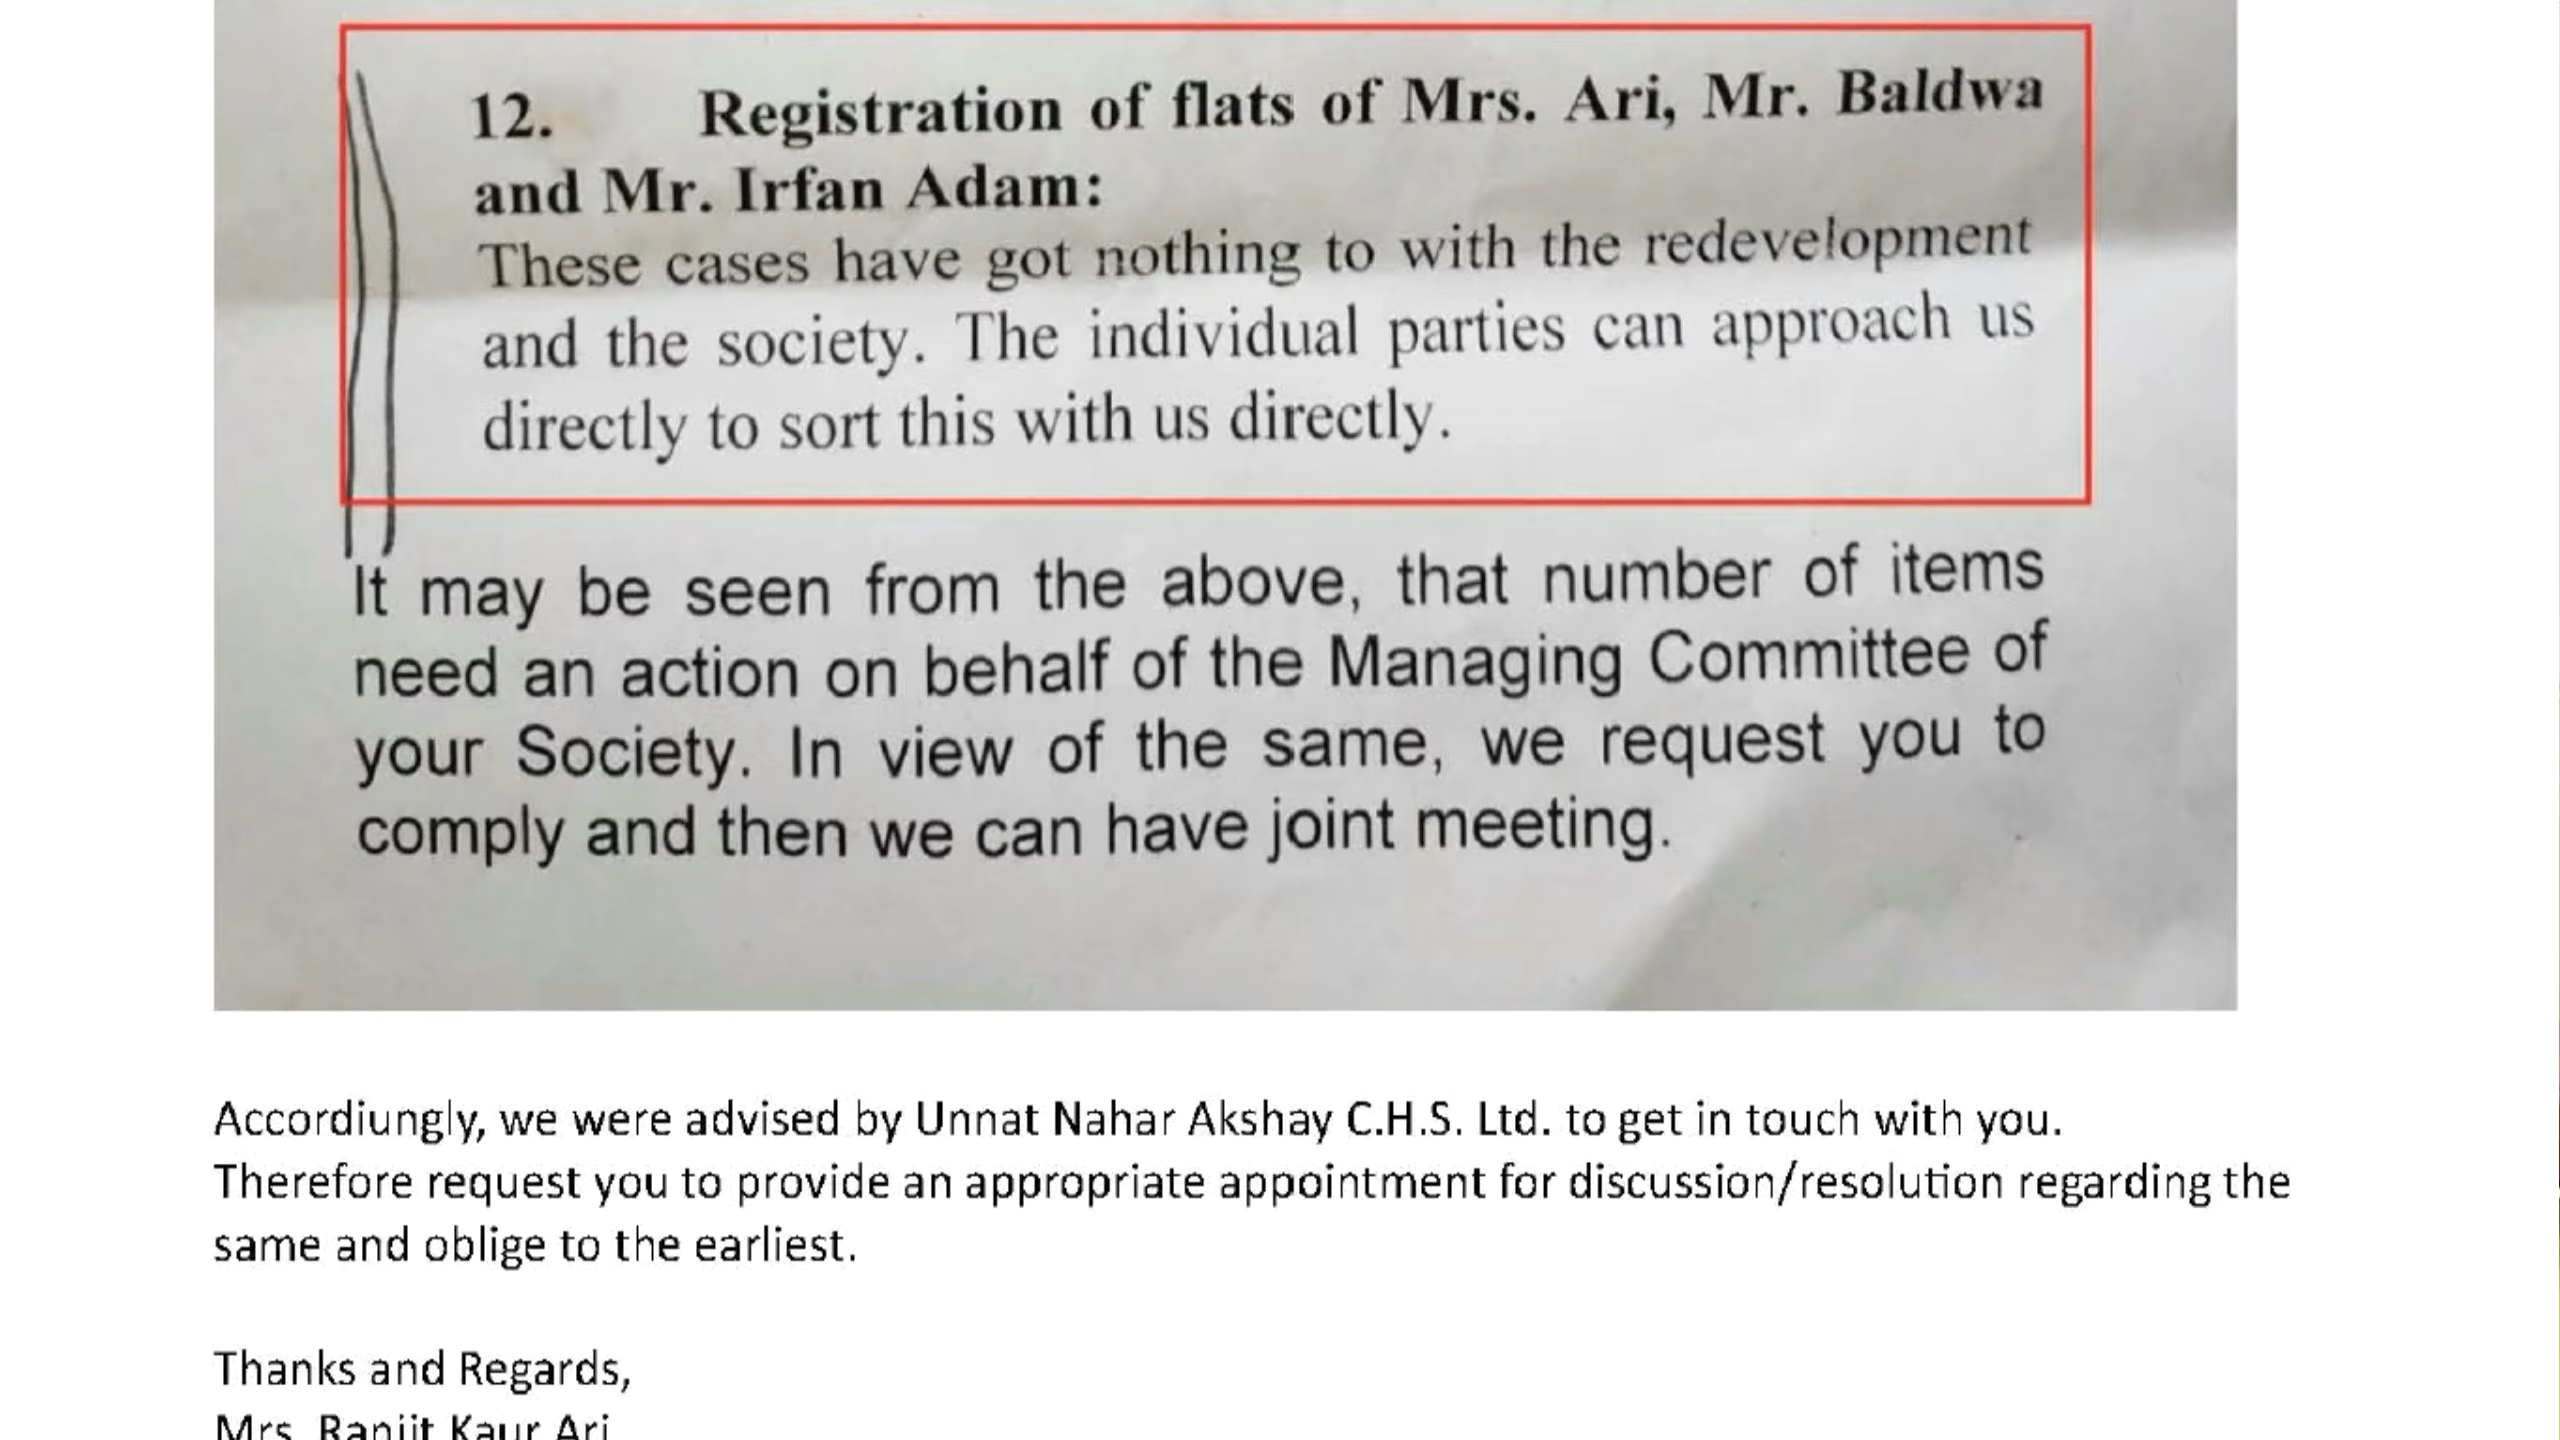 12. Registration of flats of Mrs. Ari, Mr. Baldwa
and Mr. Irfan Adam:
These cases have got nothing to with the redevelopment
and the society. The individual parties can approach us
directly to sort this with us directly.
It may be seen from the above, that number of items
need an action on behalf of the Managing Committee of
your Society. In view of the same, we request you to
comply and then we can have joint meeting.
Accordiungly, we were advised by Unnat Nahar Akshay C.H.S. Ltd. to get in touch with you.
Therefore request you to provide an appropriate appointment for discussion/resolution regarding the
same and oblige to the earliest.
Thanks and Regards,
Mrs. Ranjit Kaur Ari